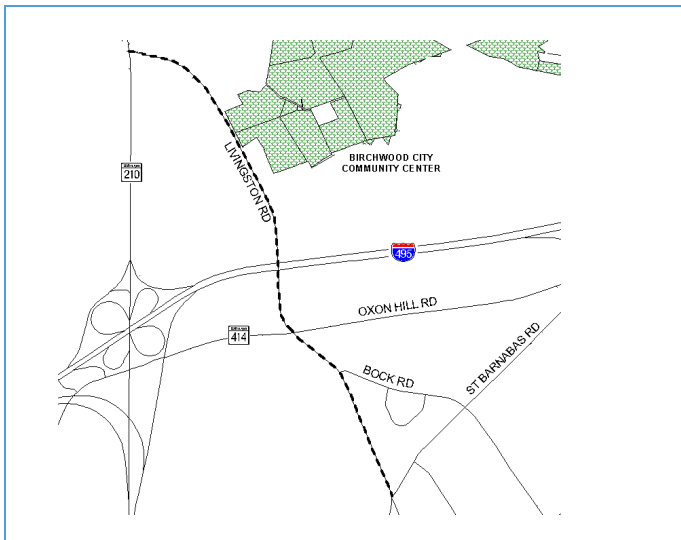 BIRCHWOOD CITY
COMMUNITY CENTER
LIVINGSTON RD
210
495
OXON HILL RD
414
ST BARNABAS RD
BOCK RD